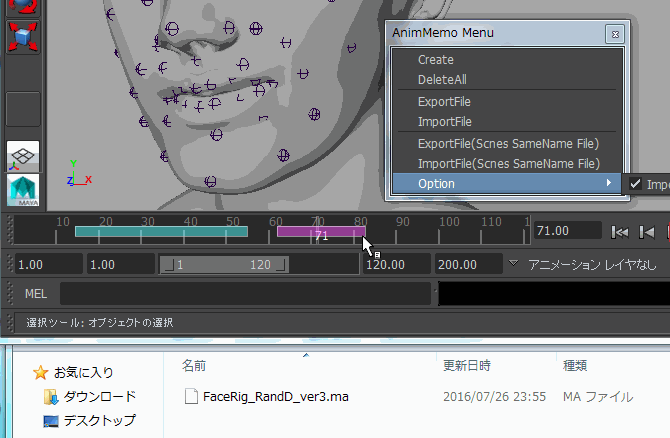 AnimMemo Menu
Create
DeleteAll
ExportFile
ImportFile
ExportFile(Scnes SameName File)
ImportFile(Scnes SameName File)
Option
Y
Z X
MAYA
10 20 30 40 50 60 70 80 90 100 110 1
71
71.00
1.00 1.00 1 120 120.00 200.00 アニメーション レイヤなし
MEL
選択ツール: オブジェクトの選択
名前 更新日時 種類
お気に入り
ダウンロード
デスクトップ
FaceRig_RandD_ver3.ma 2016/07/26 23:55 MA ファイル